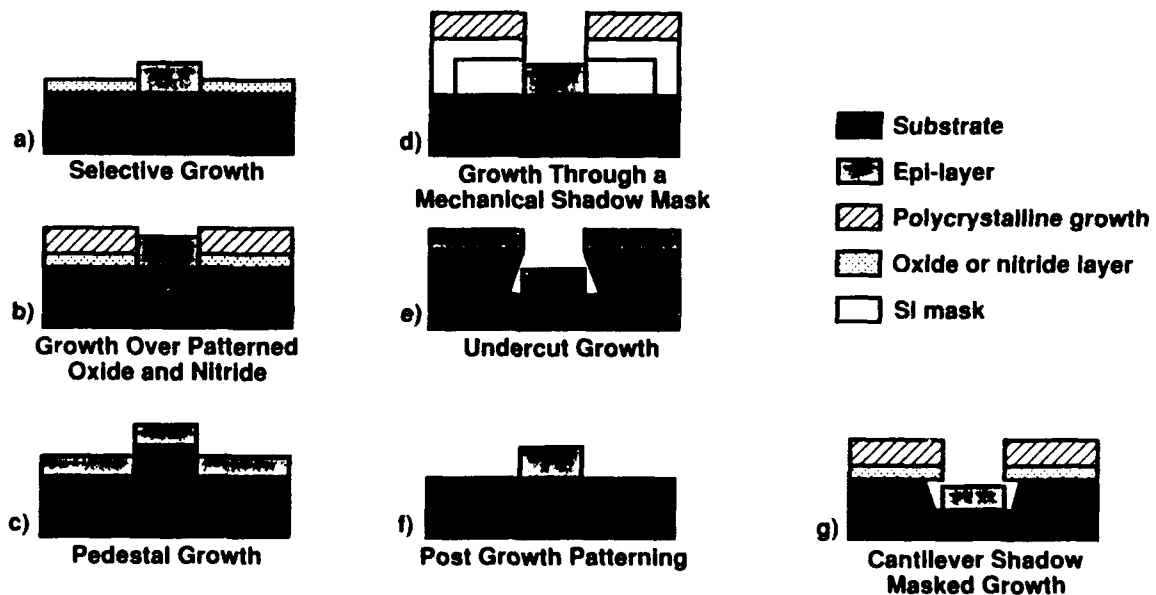 a)
Selective Growth
b)
Growth Over Patterned
Oxide and Nitride
c)
Pedestal Growth
d)
Growth Through a
Mechanical Shadow Mask
e)
Undercut Growth
f)
Post Growth Patterning
Substrate
Epi-layer
Polycrystalline growth
Oxide or nitride layer
SI mask
g)
Cantilever Shadow
Masked Growth